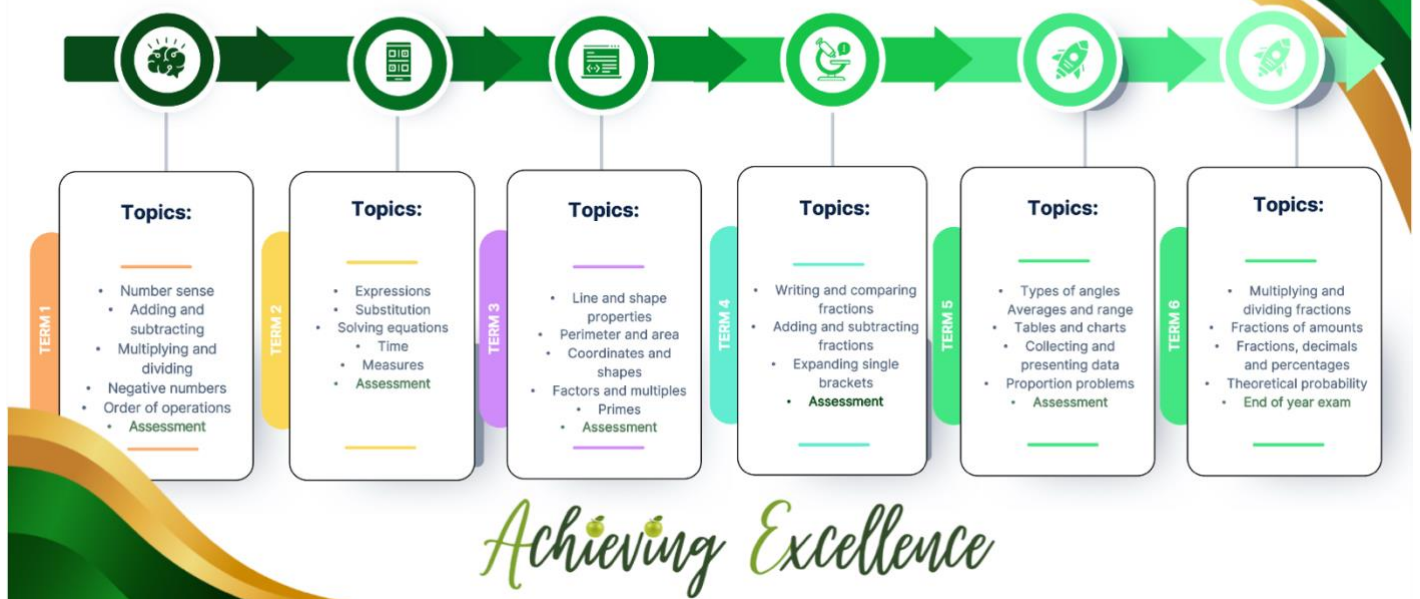 TERM 1
Topics:
• Number sense
• Adding and
subtracting
• Multiplying and
dividing
• Negative numbers
• Order of operations
• Assessment
TERM 2
Topics:
• Expressions
• Substitution
• Solving equations
• Time
• Measures
• Assessment
TERM 3
Topics:
• Line and shape
properties
• Perimeter and area
• Coordinates and
shapes
• Factors and multiples
• Primes
• Assessment
TERM 4
Topics:
• Writing and comparing
fractions
• Adding and subtracting
fractions
• Expanding single
brackets
• Assessment
TERM 5
Topics:
• Types of angles
• Averages and range
• Tables and charts
• Collecting and
presenting data
• Proportion problems
• Assessment
TERM 6
Topics:
• Multiplying and
dividing fractions
• Fractions of amounts
• Fractions, decimals
and percentages
• Theoretical probability
• End of year exam
Achieving Excellence